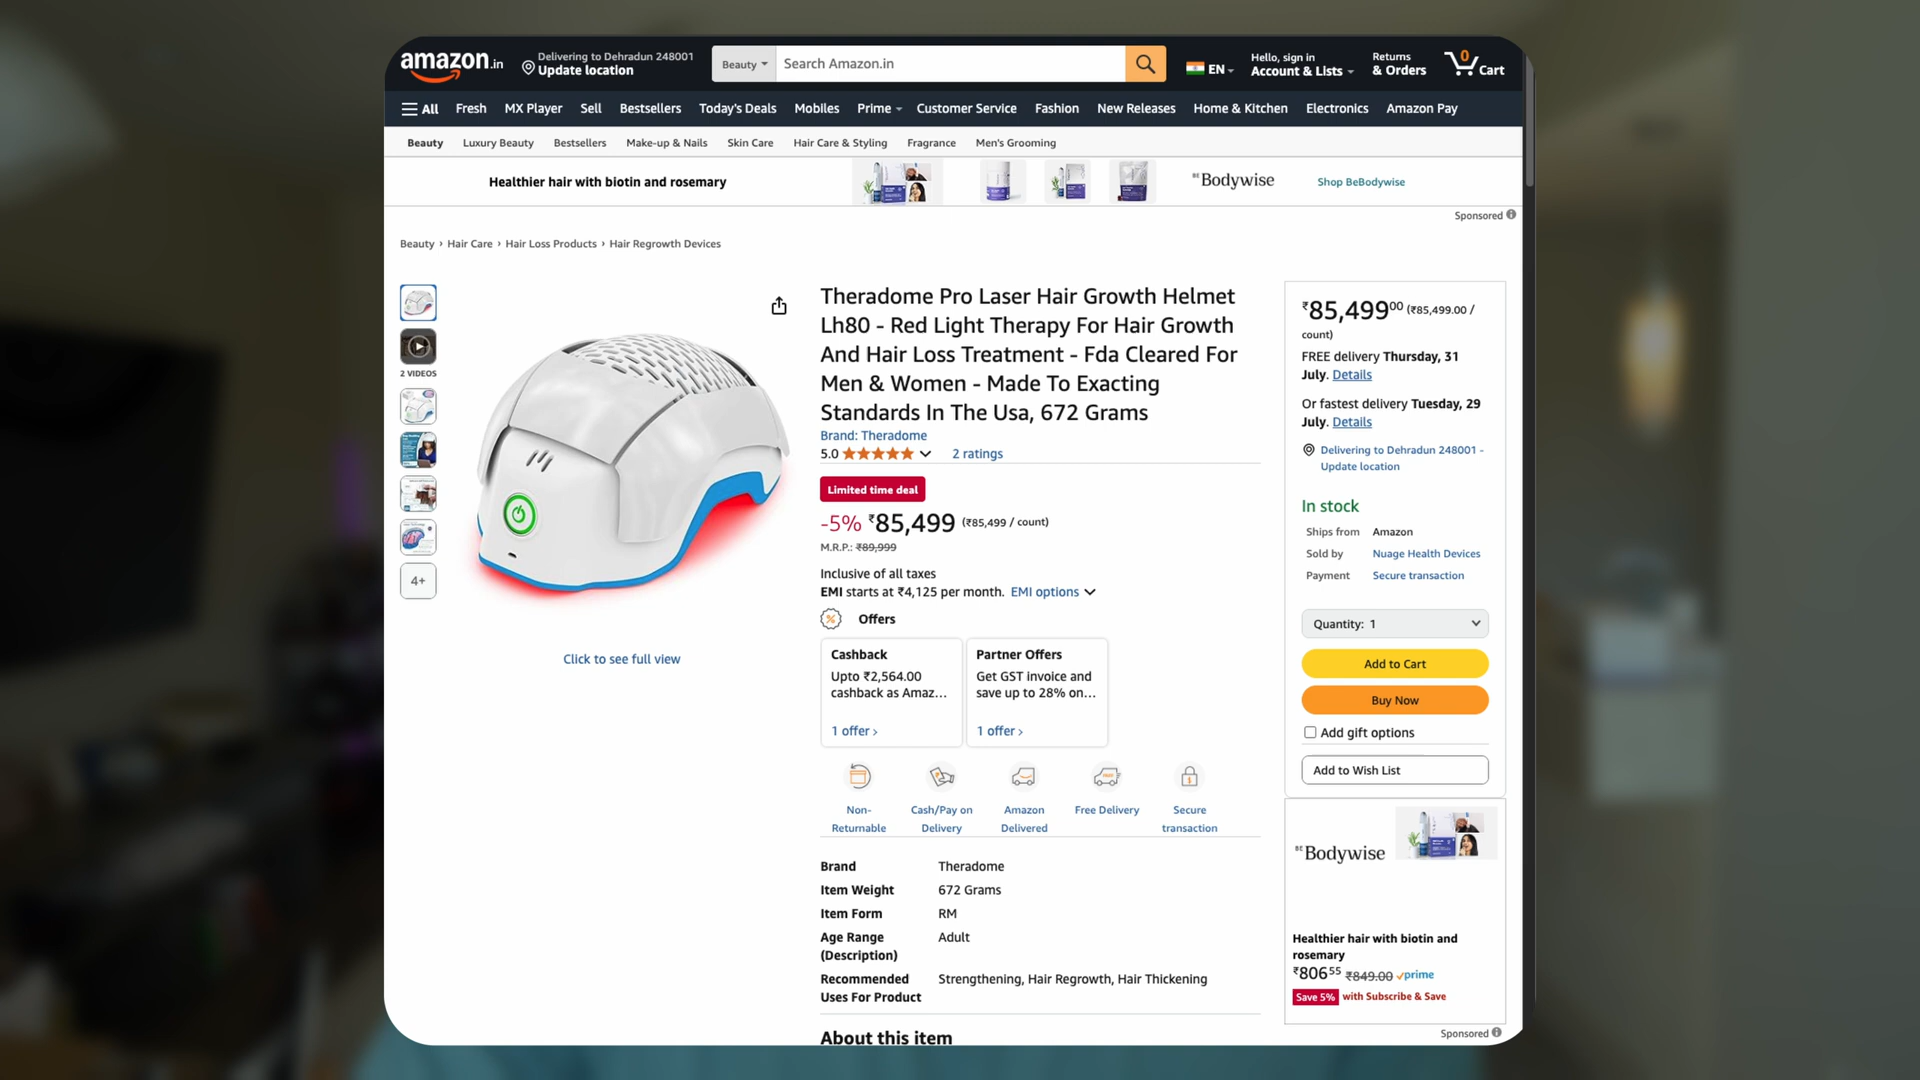 amazon.in
Delivering to Dehradun 248001
Update location
Beauty
Search Amazon.in
EN
Hello, sign in
Account & Lists
Returns
& Orders
0
Cart
All
Fresh
MX Player
Sell
Bestsellers
Today's Deals
Mobiles
Prime
Customer Service
Fashion
New Releases
Home & Kitchen
Electronics
Amazon Pay
Beauty
Luxury Beauty
Bestsellers
Make-up & Nails
Skin Care
Hair Care & Styling
Fragrance
Men's Grooming
Healthier hair with biotin and rosemary
BE Bodywise
Shop BeBodywise
Sponsored
Beauty › Hair Care › Hair Loss Products › Hair Regrowth Devices
2 VIDEOS
4+
Click to see full view
Theradome Pro Laser Hair Growth Helmet
Lh80 - Red Light Therapy For Hair Growth
And Hair Loss Treatment - Fda Cleared For
Men & Women - Made To Exacting
Standards In The Usa, 672 Grams
Brand: Theradome
5.0
2 ratings
Limited time deal
-5% ₹85,499 (₹85,499 / count)
M.R.P.: ₹89,999
Inclusive of all taxes
EMI starts at ₹4,125 per month. EMI options
Offers
Cashback
Upto ₹2,564.00
cashback as Amaz...
1 offer ›
Partner Offers
Get GST invoice and
save up to 28% on...
1 offer ›
Non-
Returnable
Cash/Pay on
Delivery
Amazon
Delivered
Free Delivery
Secure
transaction
Brand Theradome
Item Weight 672 Grams
Item Form RM
Age Range Adult
(Description)
Recommended Strengthening, Hair Regrowth, Hair Thickening
Uses For Product
About this item
₹85,49900 (₹85,499.00 /
count)
FREE delivery Thursday, 31
July. Details
Or fastest delivery Tuesday, 29
July. Details
Delivering to Dehradun 248001 -
Update location
In stock
Ships from Amazon
Sold by Nuage Health Devices
Payment Secure transaction
Quantity: 1
Add to Cart
Buy Now
Add gift options
Add to Wish List
BE Bodywise
Healthier hair with biotin and
rosemary
₹80655 ₹849.00 prime
Save 5% with Subscribe & Save
Sponsored